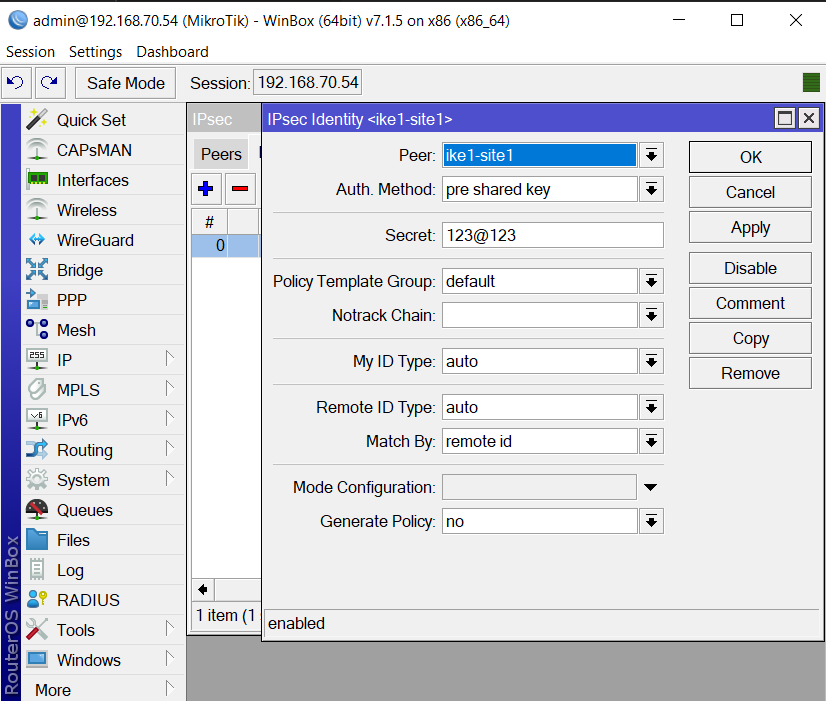 admin@192.168.70.54 (MikroTik) - WinBox (64bit) v7.1.5 on x86 (x86_64)
Session Settings Dashboard
Safe Mode Session: 192.168.70.54
Quick Set
CAPsMAN
Interfaces
Wireless
WireGuard
Bridge
PPP
Mesh
255
IP
MPLS
v6
IPv6
Routing
System
Queues
Files
Log
RADIUS
Tools
Windows
More
RouterOS WinBox
IPsec
Peers
#
0
1 item (1
IPsec Identity <ike1-site1>
Peer: ike1-site1
Auth. Method: pre shared key
Secret: 123@123
Policy Template Group: default
Notrack Chain:
My ID Type: auto
Remote ID Type: auto
Match By: remote id
Mode Configuration:
Generate Policy: no
OK
Cancel
Apply
Disable
Comment
Copy
Remove
enabled